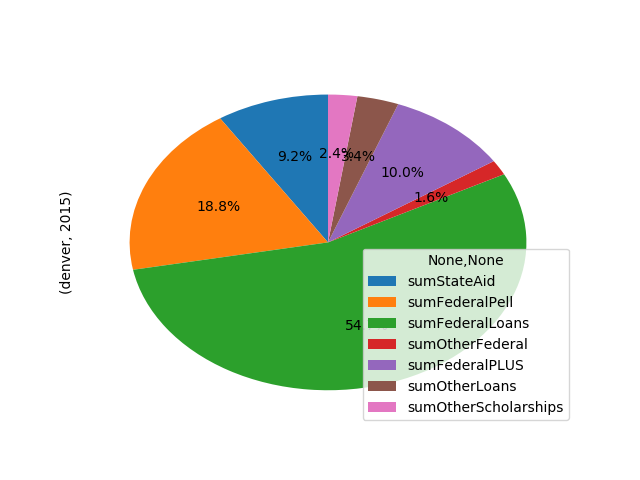 2.4%
3.4%
9.2%
10.0%
18.8%
1.6%
(denver, 2015)
None,None
sumStateAid
sumFederalPell
sumFederalLoans
sumOtherFederal
sumFederalPLUS
sumOtherLoans
sumOtherScholarships